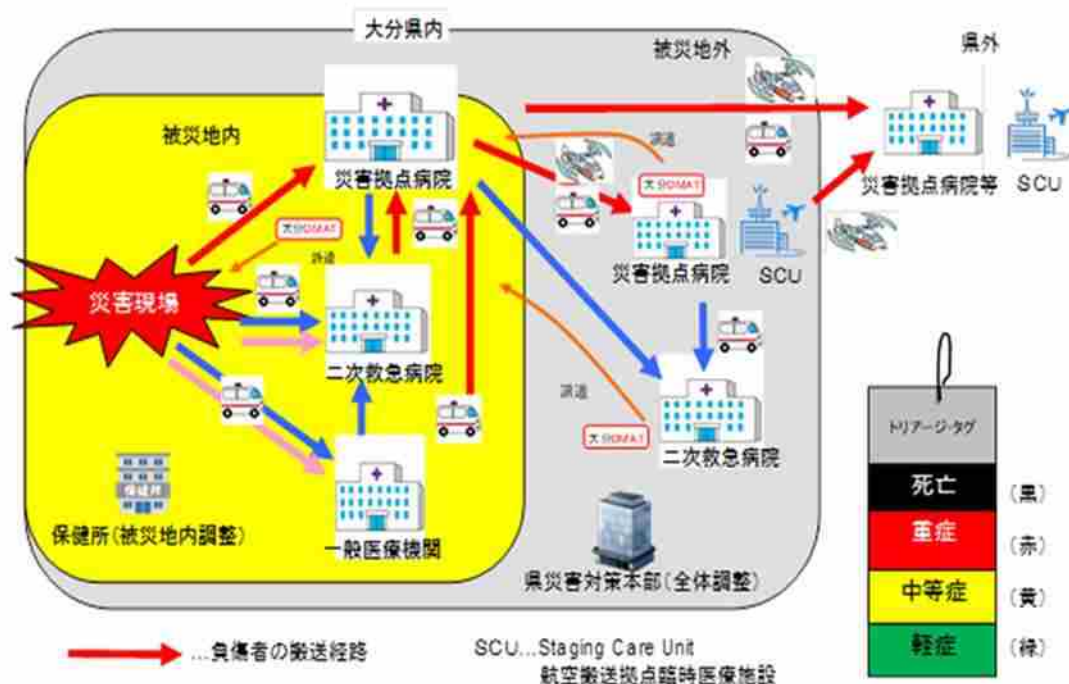 大分県内
被災地外
県外
被災地内
災害拠点病院
派遣
大分DMAT
災害拠点病院等
SCU
大分DMAT
派遣
災害拠点病院
SCU
災害現場
二次救急病院
派遣
大分DMAT
二次救急病院
保健所
保健所(被災地内調整)
一般医療機関
県災害対策本部(全体調整)
トリアージ・タグ
死亡 (黒)
重症 (赤)
中等症 (黄)
軽症 (緑)
…負傷者の搬送経路
SCU…Staging Care Unit
航空搬送拠点臨時医療施設